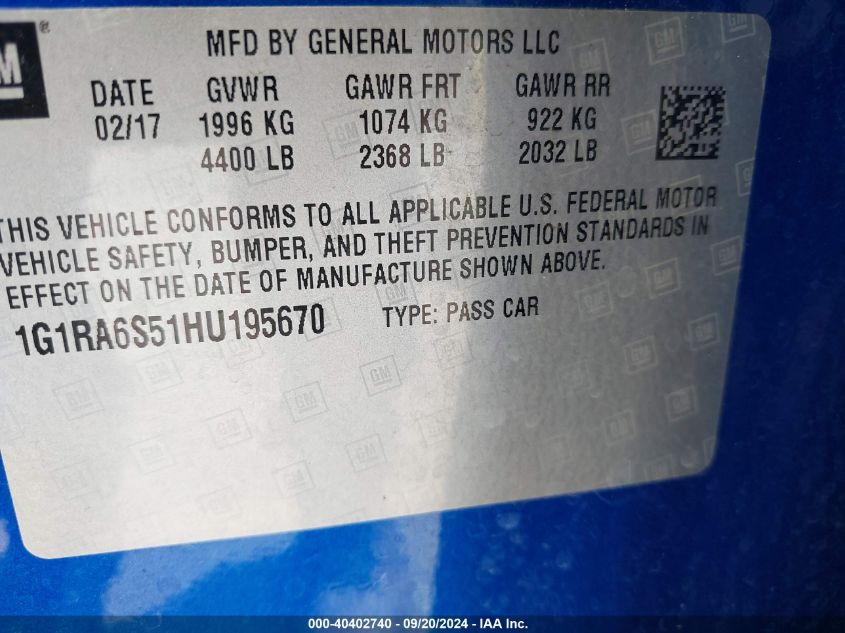 GM ®
MFD BY GENERAL MOTORS LLC
DATE GVWR GAWR FRT GAWR RR
02/17 1996 KG 1074 KG 922 KG
4400 LB 2368 LB 2032 LB
THIS VEHICLE CONFORMS TO ALL APPLICABLE U.S. FEDERAL MOTOR
VEHICLE SAFETY, BUMPER, AND THEFT PREVENTION STANDARDS IN
EFFECT ON THE DATE OF MANUFACTURE SHOWN ABOVE.
1G1RA6S51HU195670 TYPE: PASS CAR
000-40402740 - 09/20/2024 - IAA Inc.